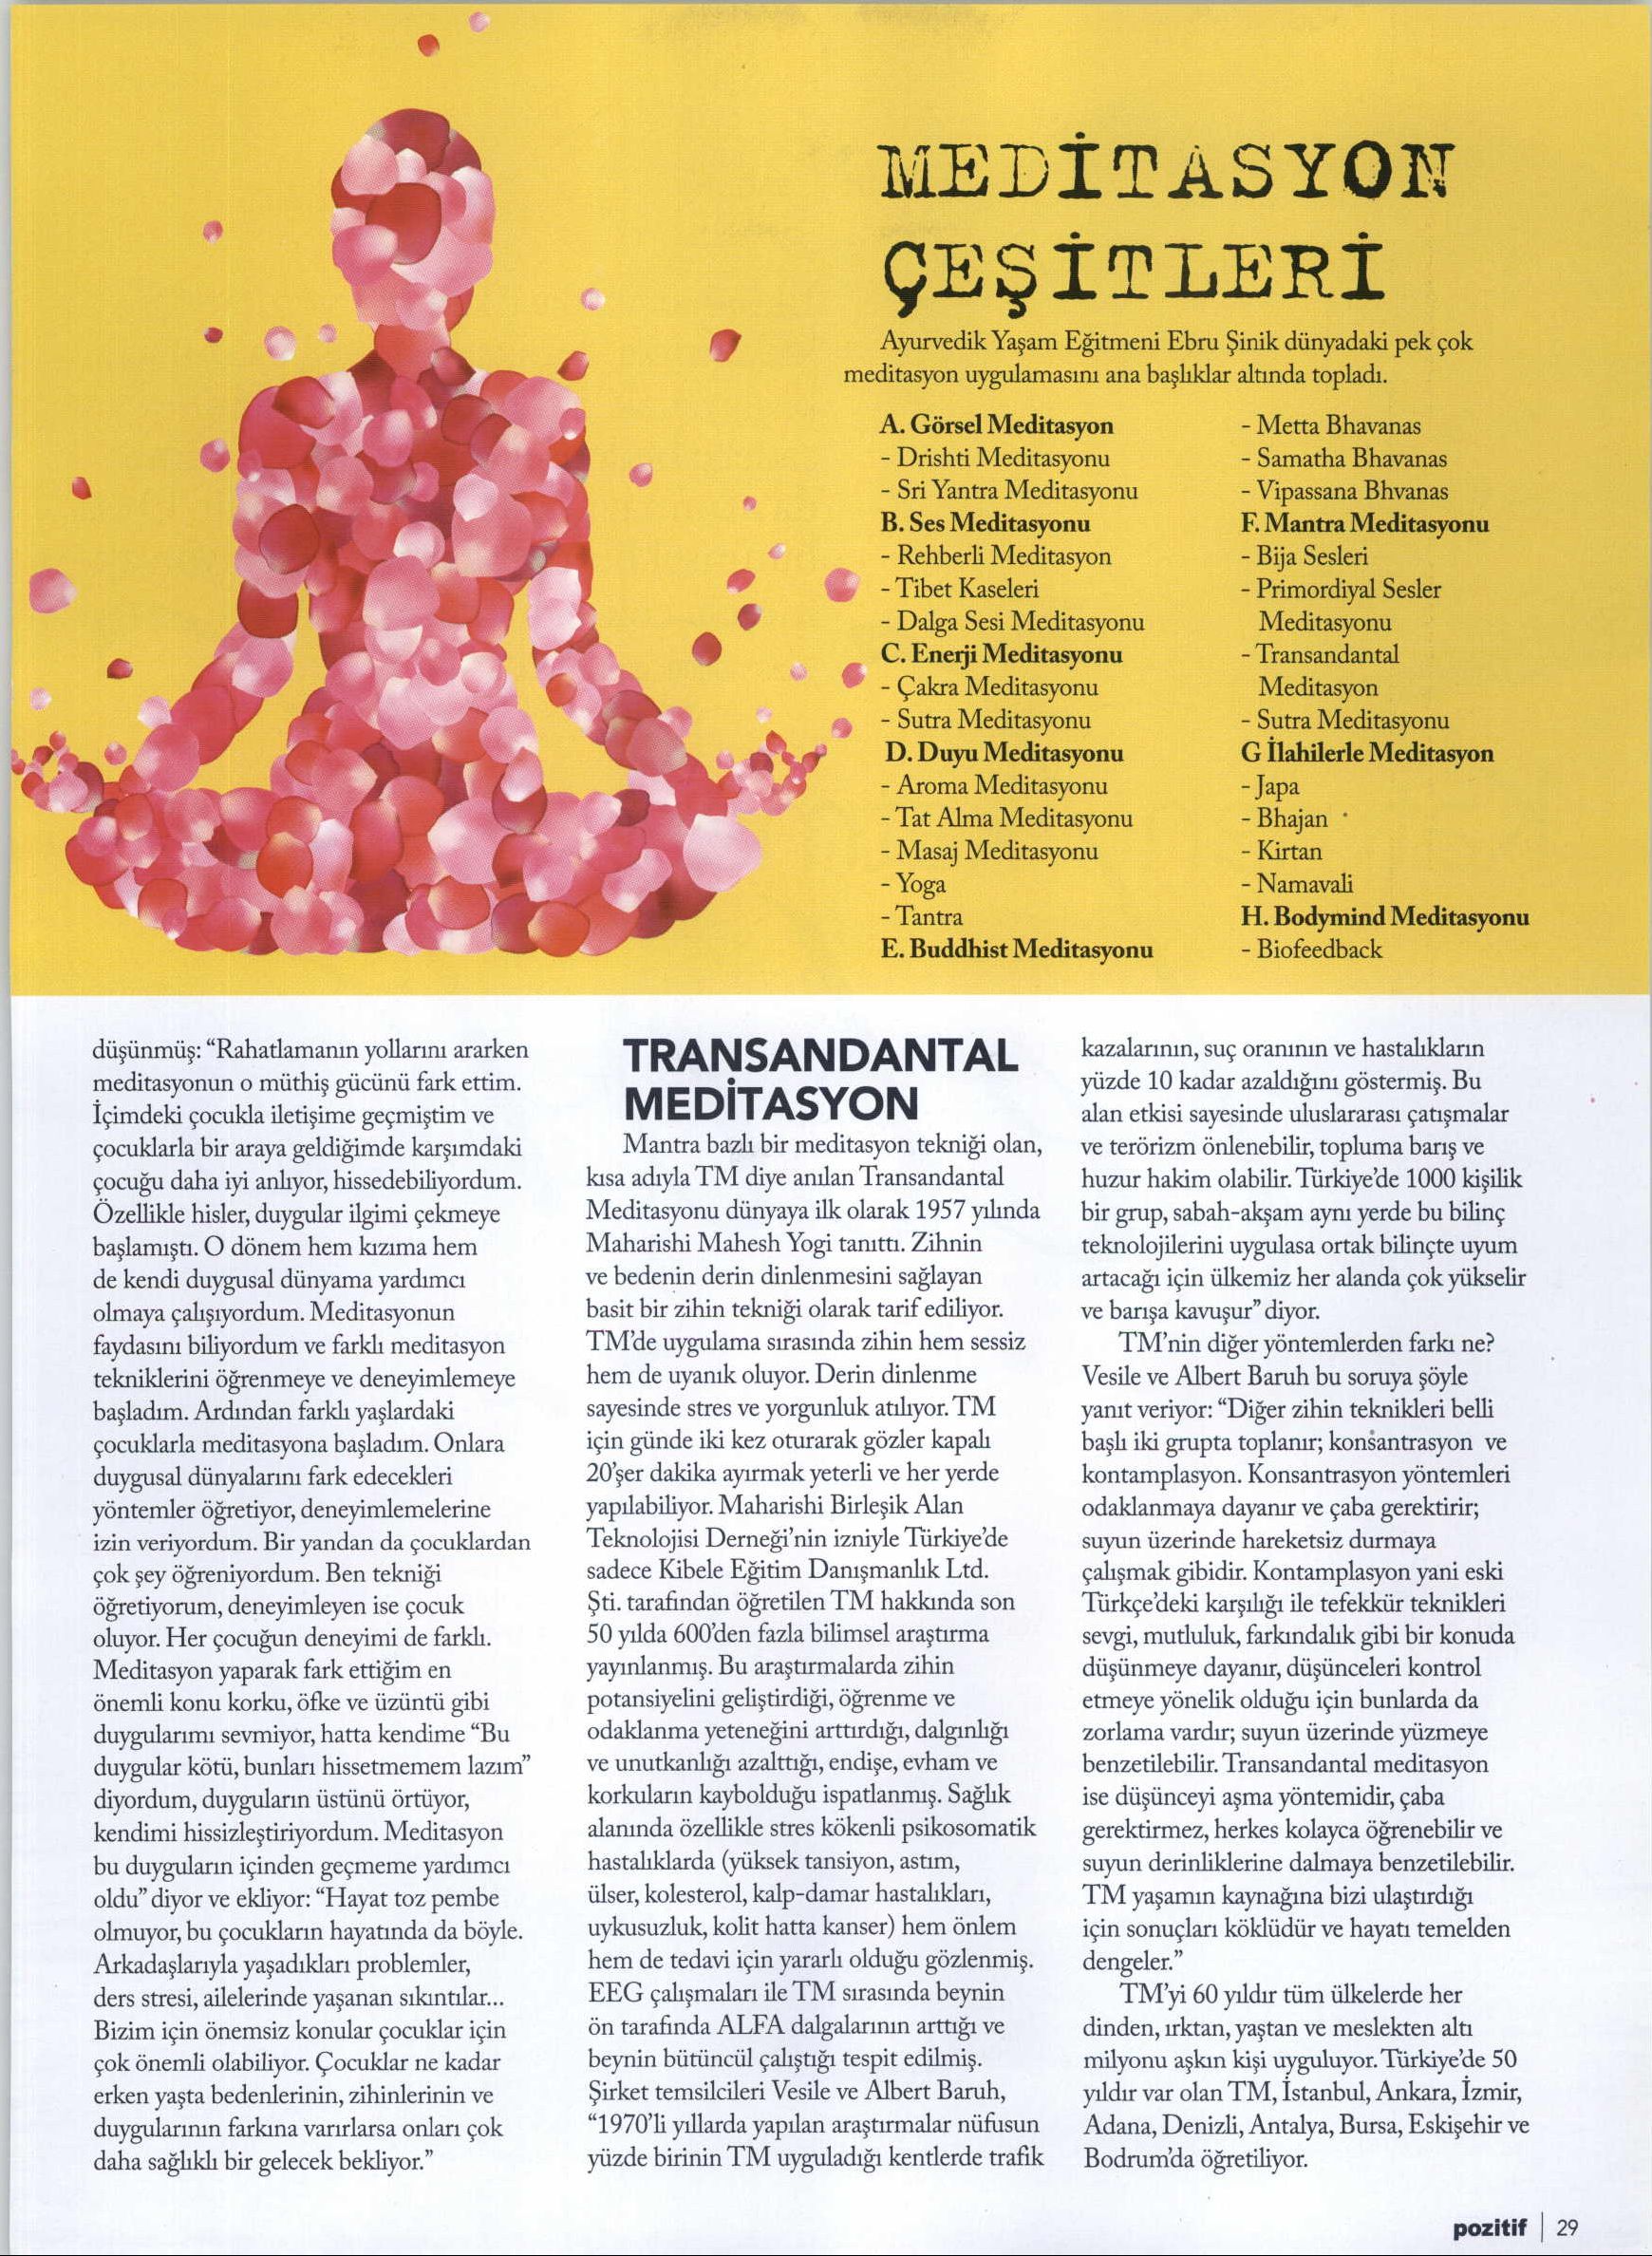 MEDİTASYON
ÇEŞİTLERİ
Ayurvedik Yaşam Eğitmeni Ebru Şinik dünyadaki pek çok
meditasyon uygulamasını ana başlıklar altında topladı.
A. Görsel Meditasyon
- Drishti Meditasyonu
- Sri Yantra Meditasyonu
B. Ses Meditasyonu
- Rehberli Meditasyon
- Tibet Kaseleri
- Dalga Sesi Meditasyonu
C. Enerji Meditasyonu
- Çakra Meditasyonu
- Sutra Meditasyonu
D. Duyu Meditasyonu
- Aroma Meditasyonu
- Tat Alma Meditasyonu
- Masaj Meditasyonu
- Yoga
- Tantra
E. Buddhist Meditasyonu
- Metta Bhavanas
- Samatha Bhavanas
- Vipassana Bhvanas
F. Mantra Meditasyonu
- Bija Sesleri
- Primordiyal Sesler
Meditasyonu
- Transandantal
Meditasyon
- Sutra Meditasyonu
G İlahilerle Meditasyon
- Japa
- Bhajan
- Kirtan
- Namavali
H. Bodymind Meditasyonu
- Biofeedback
düşünmüş: “Rahatlamanın yollarını ararken
meditasyonun o müthiş gücünü fark ettim.
İçimdeki çocukla iletişime geçmiştim ve
çocuklarla bir araya geldiğimde karşımdaki
çocuğu daha iyi anlıyor, hissedebiliyordum.
Özellikle hisler, duygular ilgimi çekmeye
başlamıştı. O dönem hem kızıma hem
de kendi duygusal dünyama yardımcı
olmaya çalışıyordum. Meditasyonun
faydasını biliyordum ve farklı meditasyon
tekniklerini öğrenmeye ve deneyimlemeye
başladım. Ardından farklı yaşlardaki
çocuklarla meditasyona başladım. Onlara
duygusal dünyalarını fark edecekleri
yöntemler öğretiyor, deneyimlemelerine
izin veriyordum. Bir yandan da çocuklardan
çok şey öğreniyordum. Ben tekniği
öğretiyorum, deneyimleyen ise çocuk
oluyor. Her çocuğun deneyimi de farklı.
Meditasyon yaparak fark ettiğim en
önemli konu korku, öfke ve üzüntü gibi
duygularımı sevmiyor, hatta kendime “Bu
duygular kötü, bunları hissetmemem lazım”
diyordum, duyguların üstünü örtüyor,
kendimi hissizleştiriyordum. Meditasyon
bu duyguların içinden geçmeme yardımcı
oldu” diyor ve ekliyor: “Hayat toz pembe
olmuyor, bu çocukların hayatında da böyle.
Arkadaşlarıyla yaşadıkları problemler,
ders stresi, ailelerinde yaşanan sıkıntılar...
Bizim için önemsiz konular çocuklar için
çok önemli olabiliyor. Çocuklar ne kadar
erken yaşta bedenlerinin, zihinlerinin ve
duygularının farkına varırlarsa onları çok
daha sağlıklı bir gelecek bekliyor.”
TRANSANDANTAL
MEDİTASYON
Mantra bazlı bir meditasyon tekniği olan,
kısa adıyla TM diye anılan Transandantal
Meditasyonu dünyaya ilk olarak 1957 yılında
Maharishi Mahesh Yogi tanıttı. Zihnin
ve bedenin derin dinlenmesini sağlayan
basit bir zihin tekniği olarak tarif ediliyor.
TM’de uygulama sırasında zihin hem sessiz
hem de uyanık oluyor. Derin dinlenme
sayesinde stres ve yorgunluk atılıyor. TM
için günde iki kez oturarak gözler kapalı
20’şer dakika ayırmak yeterli ve her yerde
yapılabiliyor. Maharishi Birleşik Alan
Teknolojisi Derneği’nin izniyle Türkiye’de
sadece Kibele Eğitim Danışmanlık Ltd.
Şti. tarafından öğretilen TM hakkında son
50 yılda 600’den fazla bilimsel araştırma
yayınlanmış. Bu araştırmalarda zihin
potansiyelini geliştirdiği, öğrenme ve
odaklanma yeteneğini arttırdığı, dalgınlığı
ve unutkanlığı azalttığı, endişe, evham ve
korkuların kaybolduğu ispatlanmış. Sağlık
alanında özellikle stres kökenli psikosomatik
hastalıklarda (yüksek tansiyon, astım,
ülser, kolesterol, kalp-damar hastalıkları,
uykusuzluk, kolit hatta kanser) hem önlem
hem de tedavi için yararlı olduğu gözlenmiş.
EEG çalışmaları ile TM sırasında beynin
ön tarafında ALFA dalgalarının arttığı ve
beynin bütüncül çalıştığı tespit edilmiş.
Şirket temsilcileri Vesile ve Albert Baruh,
“1970’li yıllarda yapılan araştırmalar nüfusun
yüzde birinin TM uyguladığı kentlerde trafik
kazalarının, suç oranının ve hastalıkların
yüzde 10 kadar azaldığını göstermiş. Bu
alan etkisi sayesinde uluslararası çatışmalar
ve terörizm önlenebilir, topluma barış ve
huzur hakim olabilir. Türkiye’de 1000 kişilik
bir grup, sabah-akşam aynı yerde bu bilinç
teknolojilerini uygulasa ortak bilinçte uyum
artacağı için ülkemiz her alanda çok yükselir
ve barışa kavuşur” diyor.
TM’nin diğer yöntemlerden farkı ne?
Vesile ve Albert Baruh bu soruya şöyle
yanıt veriyor: “Diğer zihin teknikleri belli
başlı iki grupta toplanır; konsantrasyon ve
kontamplasyon. Konsantrasyon yöntemleri
odaklanmaya dayanır ve çaba gerektirir;
suyun üzerinde hareketsiz durmaya
çalışmak gibidir. Kontamplasyon yani eski
Türkçe’deki karşılığı ile tefekkür teknikleri
sevgi, mutluluk, farkındalık gibi bir konuda
düşünmeye dayanır, düşünceleri kontrol
etmeye yönelik olduğu için bunlarda da
zorlama vardır; suyun üzerinde yüzmeye
benzetilebilir. Transandantal meditasyon
ise düşünceyi aşma yöntemidir, çaba
gerektirmez, herkes kolayca öğrenebilir ve
suyun derinliklerine dalmaya benzetilebilir.
TM yaşamın kaynağına bizi ulaştırdığı
için sonuçları köklüdür ve hayatı temelden
dengeler.”
TM’yi 60 yıldır tüm ülkelerde her
dinden, ırktan, yaştan ve meslekten altı
milyonu aşkın kişi uyguluyor. Türkiye’de 50
yıldır var olan TM, İstanbul, Ankara, İzmir,
Adana, Denizli, Antalya, Bursa, Eskişehir ve
Bodrum’da öğretiliyor.
pozitif | 29